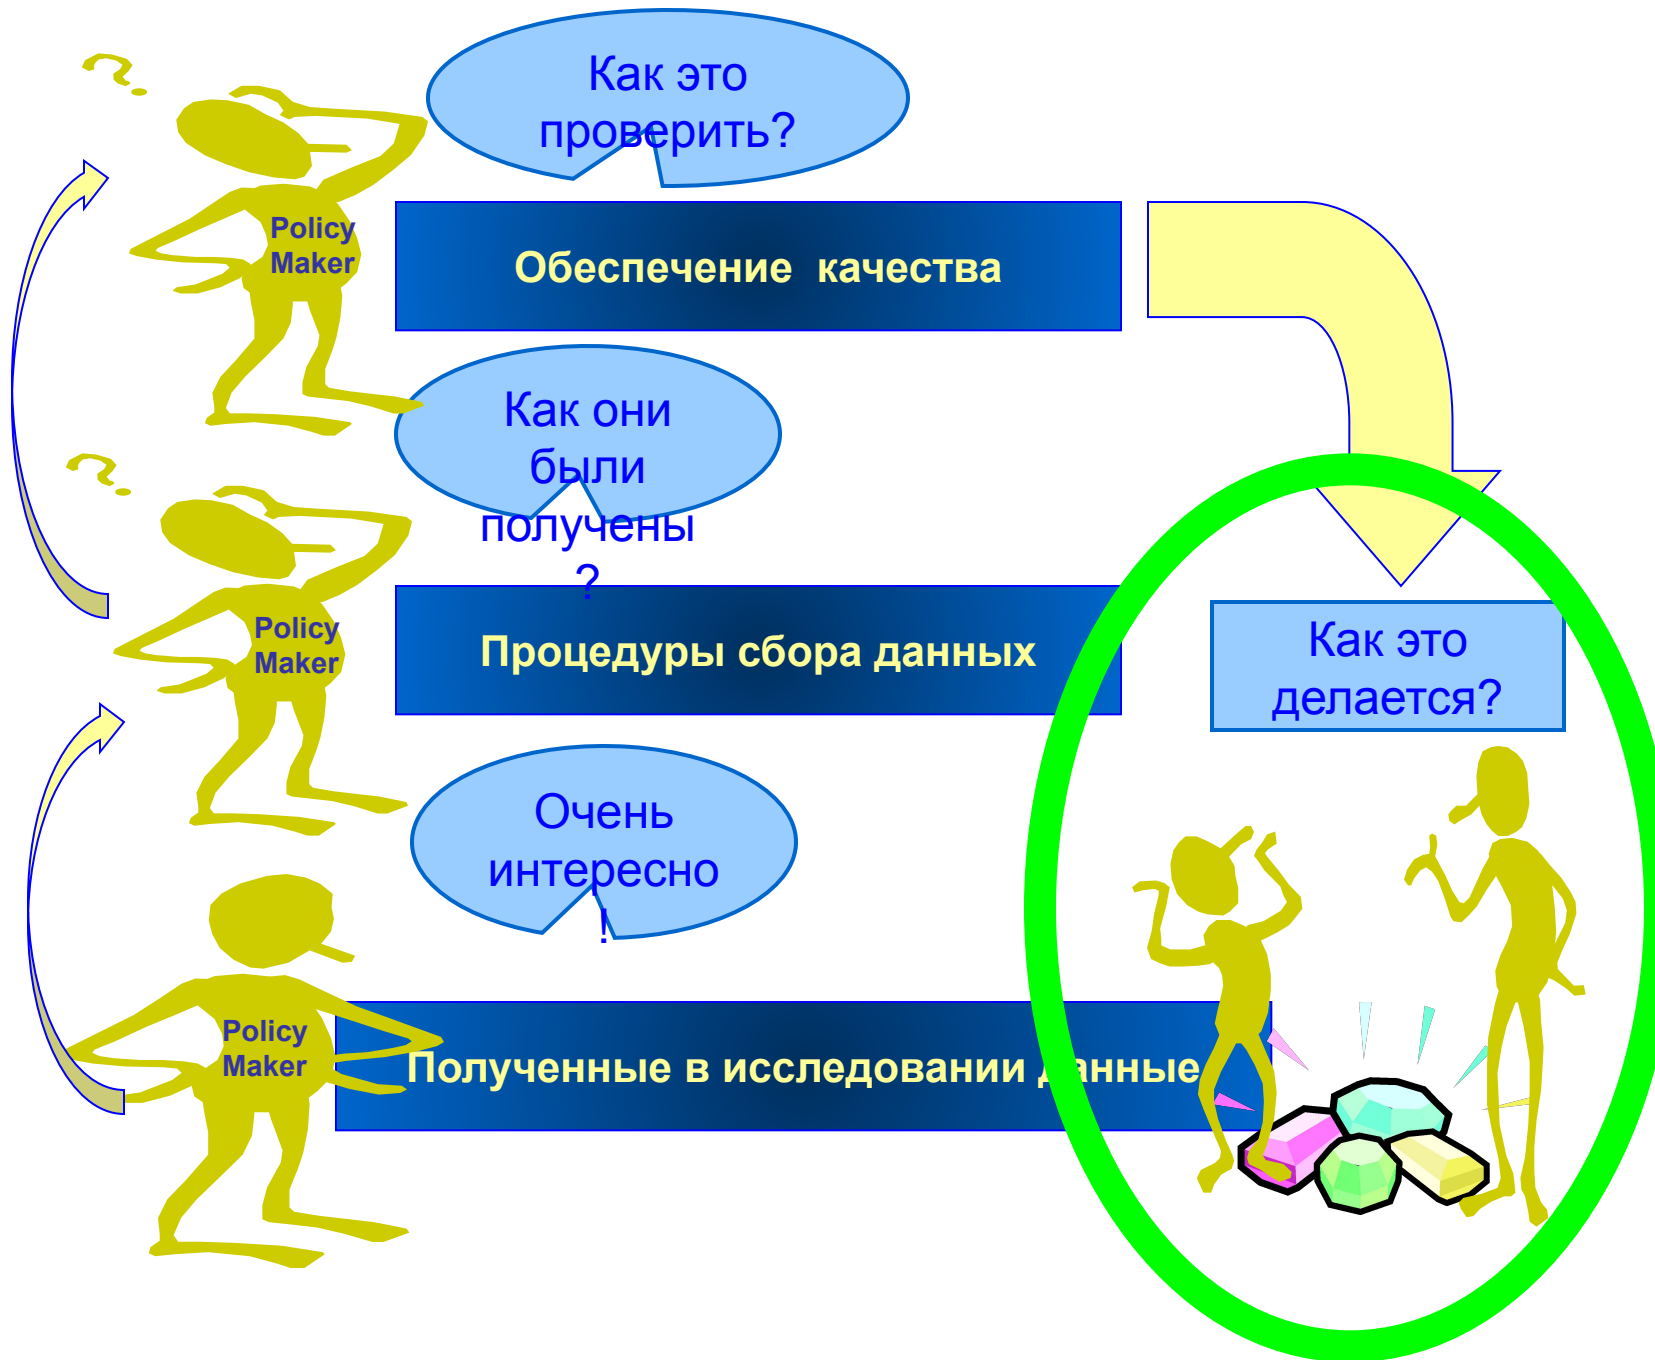 Как это
проверить?
Policy
Maker
Обеспечение качества
Как они
были
получены
?
Policy
Maker
Процедуры сбора данных
Как это
делается?
Очень
интересно
!
Policy
Maker
Полученные в исследовании данные